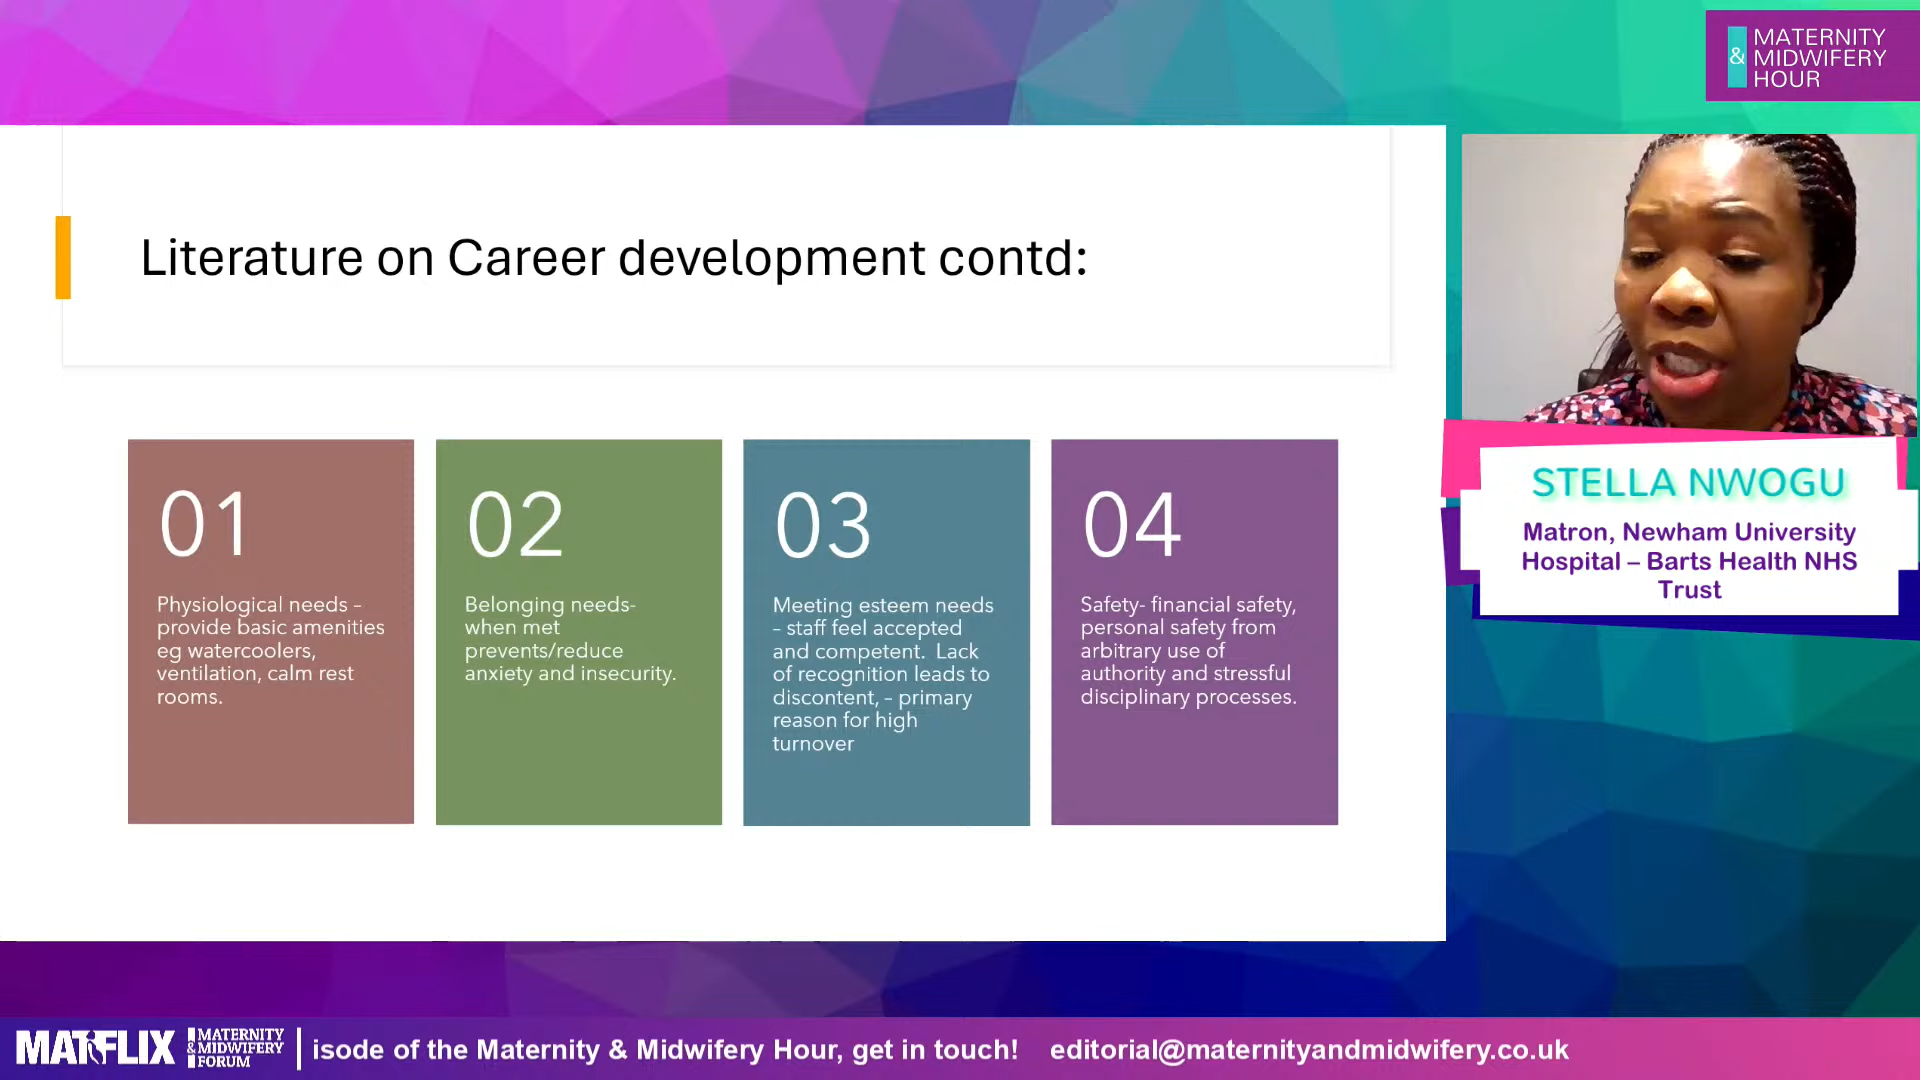 MATERNITY
& MIDWIFERY
HOUR
Literature on Career development contd:
01
Physiological needs –
provide basic amenities
eg watercoolers,
ventilation, calm rest
rooms.
02
Belonging needs-
when met
prevents/reduce
anxiety and insecurity.
03
Meeting esteem needs
– staff feel accepted
and competent. Lack
of recognition leads to
discontent, – primary
reason for high
turnover
04
Safety- financial safety,
personal safety from
arbitrary use of
authority and stressful
disciplinary processes.
STELLA NWOGU
Matron, Newham University
Hospital – Barts Health NHS
Trust
MATFLIX
MATERNITY
& MIDWIFERY
FORUM
isode of the Maternity & Midwifery Hour, get in touch! editorial@maternityandmidwifery.co.uk